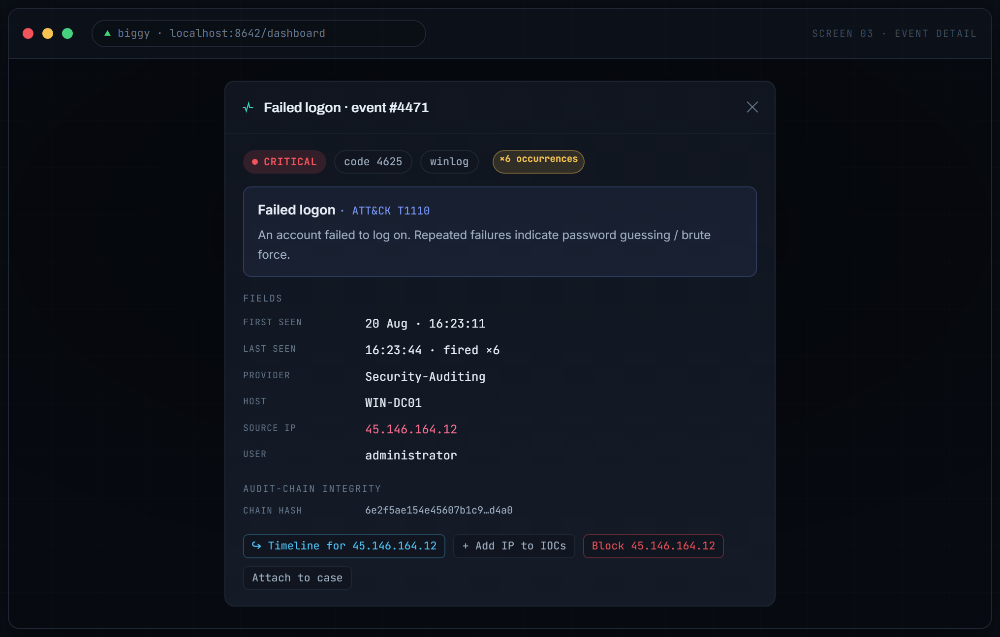 biggy · localhost:8642/dashboard
SCREEN 03 · EVENT DETAIL
Failed logon · event #4471
CRITICAL
code 4625
winlog
×6 occurrences
Failed logon · ATT&CK T1110
An account failed to log on. Repeated failures indicate password guessing / brute
force.
FIELDS
FIRST SEEN 20 Aug · 16:23:11
LAST SEEN 16:23:44 · fired ×6
PROVIDER Security-Auditing
HOST WIN-DC01
SOURCE IP 45.146.164.12
USER administrator
AUDIT-CHAIN INTEGRITY
CHAIN HASH 6e2f5ae154e45607b1c9…d4a0
↪ Timeline for 45.146.164.12
+ Add IP to IOCs
Block 45.146.164.12
Attach to case